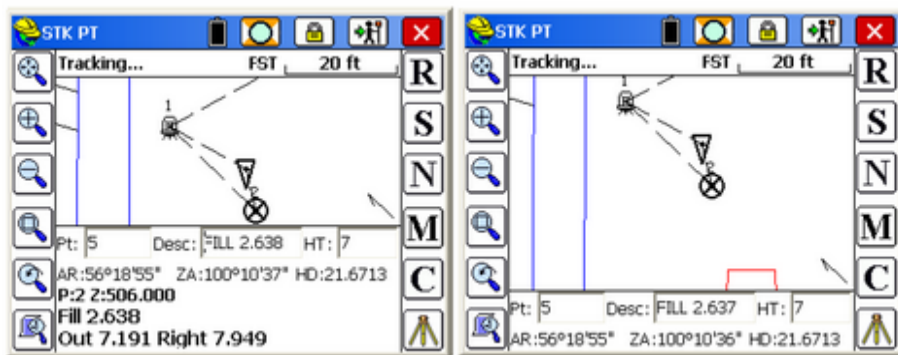 STK PT
Tracking... FST 20 ft
1
P
Pt: 5 Desc: FILL 2.638 HT: 7
AR:56°18'55" ZA:100°10'37" HD:21.6713
P:2 Z:506.000
Fill 2.638
Out 7.191 Right 7.949
R
S
N
M
C
STK PT
Tracking... FST 20 ft
1
P
Pt: 5 Desc: FILL 2.637 HT: 7
AR:56°18'55" ZA:100°10'36" HD:21.6713
R
S
N
M
C